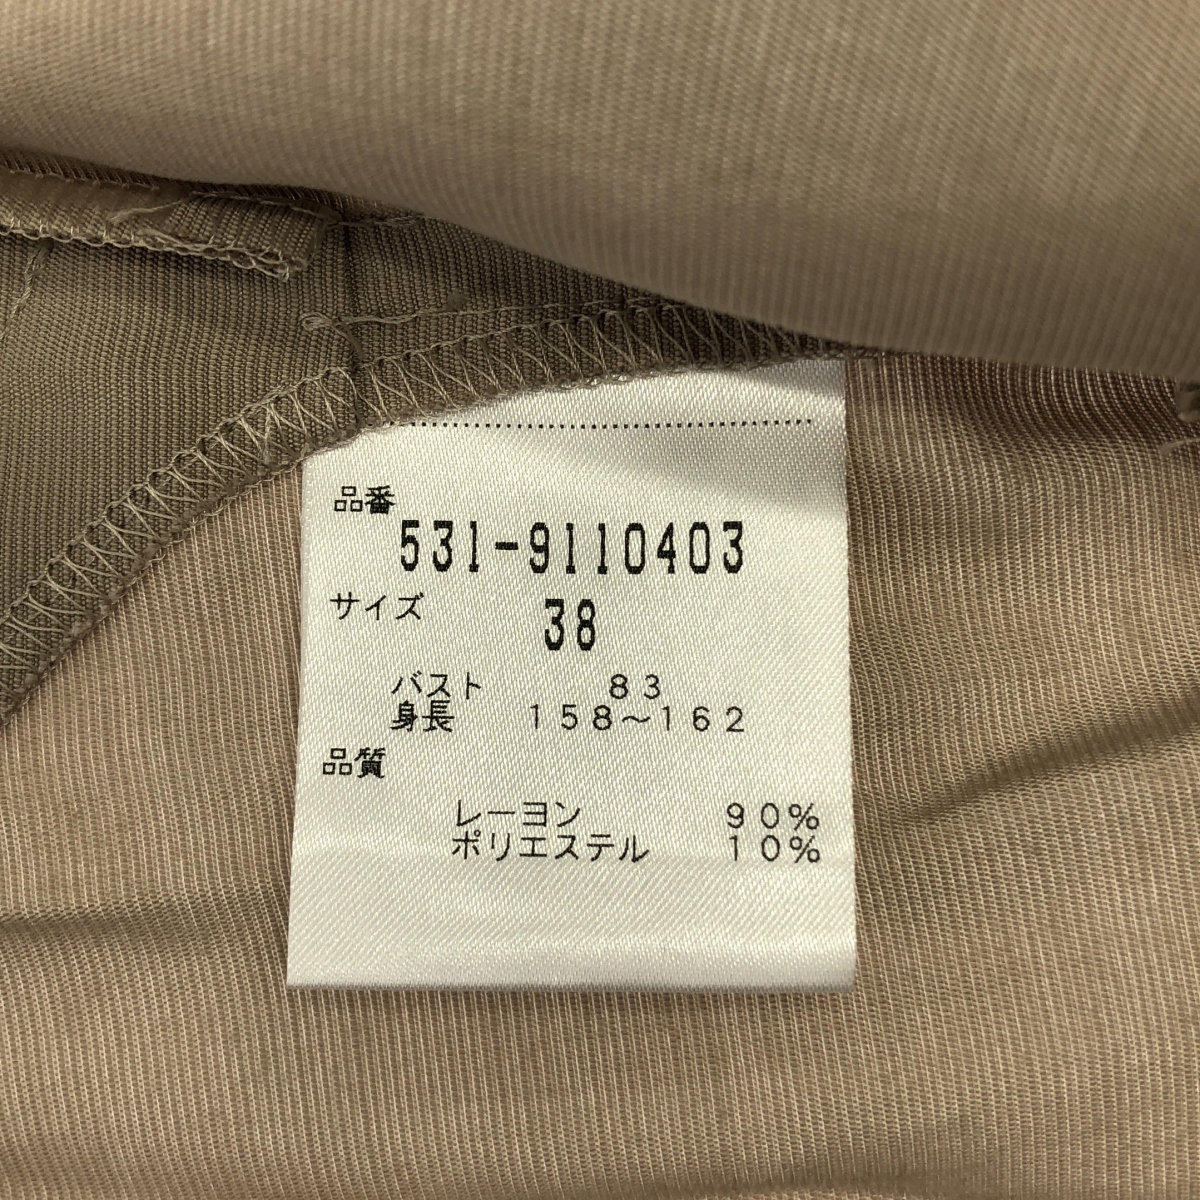 品番
531-9110403
サイズ 38
バスト 83
身長 158～162
品質
レーヨン 90%
ポリエステル 10%